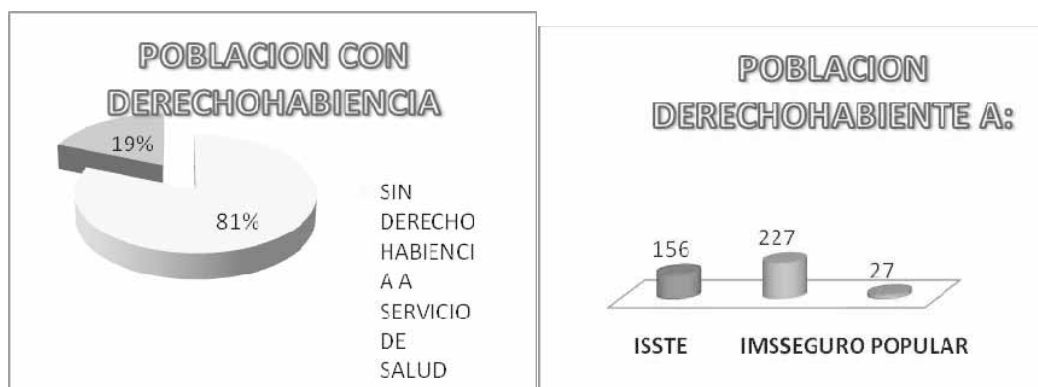 POBLACION CON
DERECHOHABIENCIA
19%
81%
SIN
DERECHO
HABIENCI
A A
SERVICIO
DE
SALUD
POBLACION
DERECHOHABIENTE A:
156
227
27
ISSTE
IMSSEGURO POPULAR